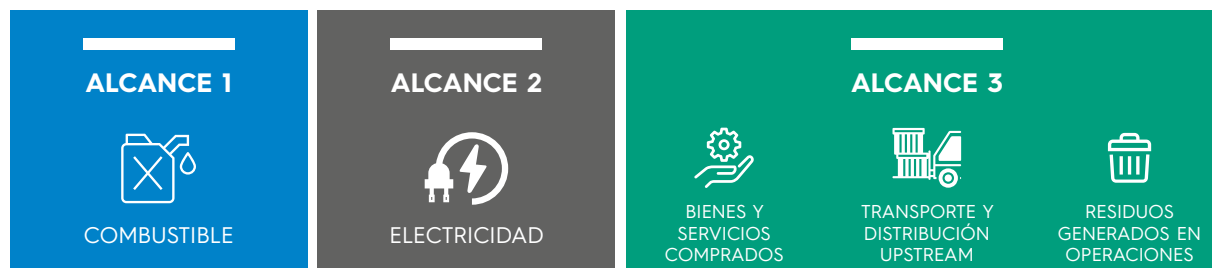 ALCANCE 1
COMBUSTIBLE
ALCANCE 2
ELECTRICIDAD
ALCANCE 3
BIENES Y
SERVICIOS
COMPRADOS
TRANSPORTE Y
DISTRIBUCIÓN
UPSTREAM
RESIDUOS
GENERADOS EN
OPERACIONES